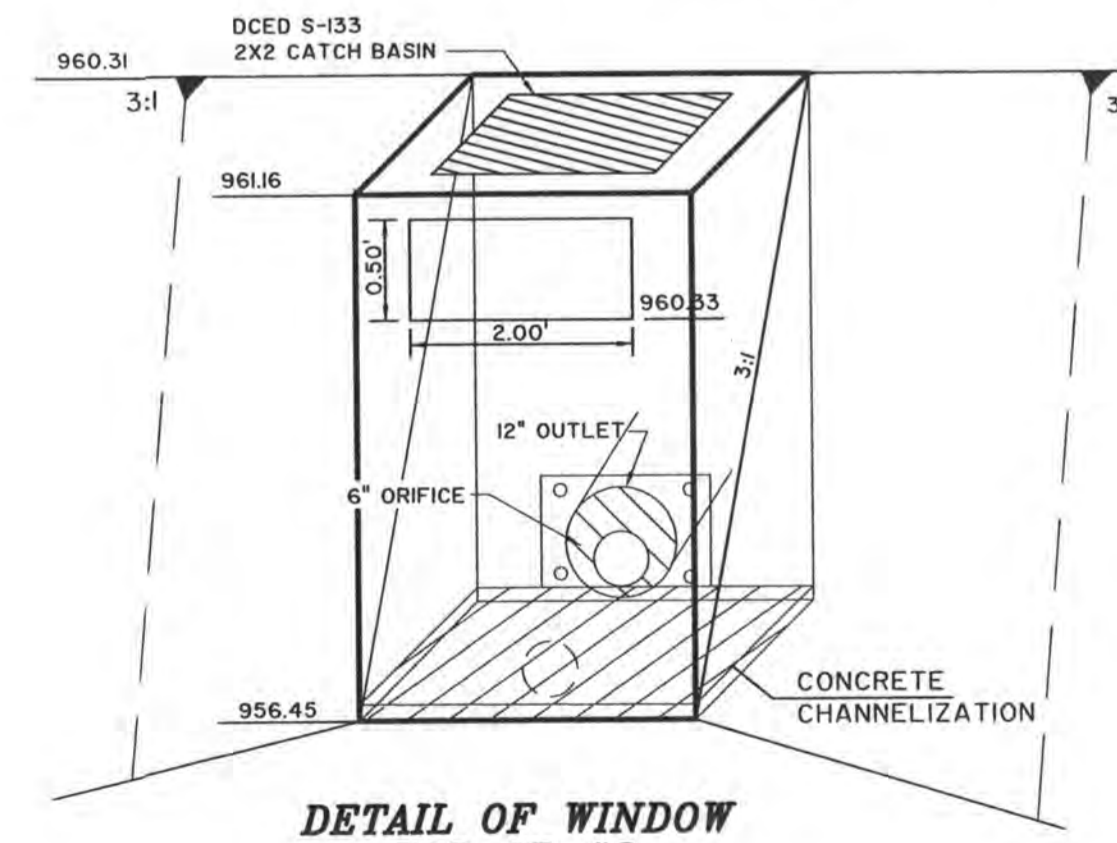 DCED S-133
2X2 CATCH BASIN
960.31
3:1
3
961.16
0.50'
960.33
2.00'
3:1
12" OUTLET
6" ORIFICE
CONCRETE
CHANNELIZATION
956.45
DETAIL OF WINDOW